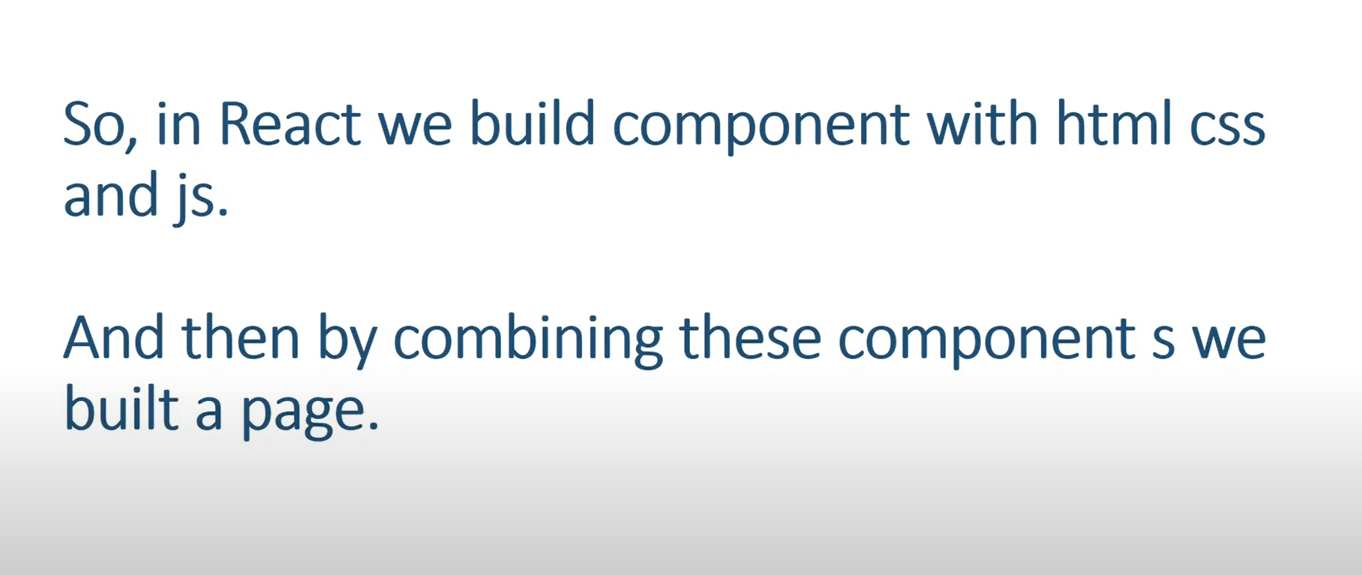 So, in React we build component with html css
and js.
And then by combining these component s we
built a page.